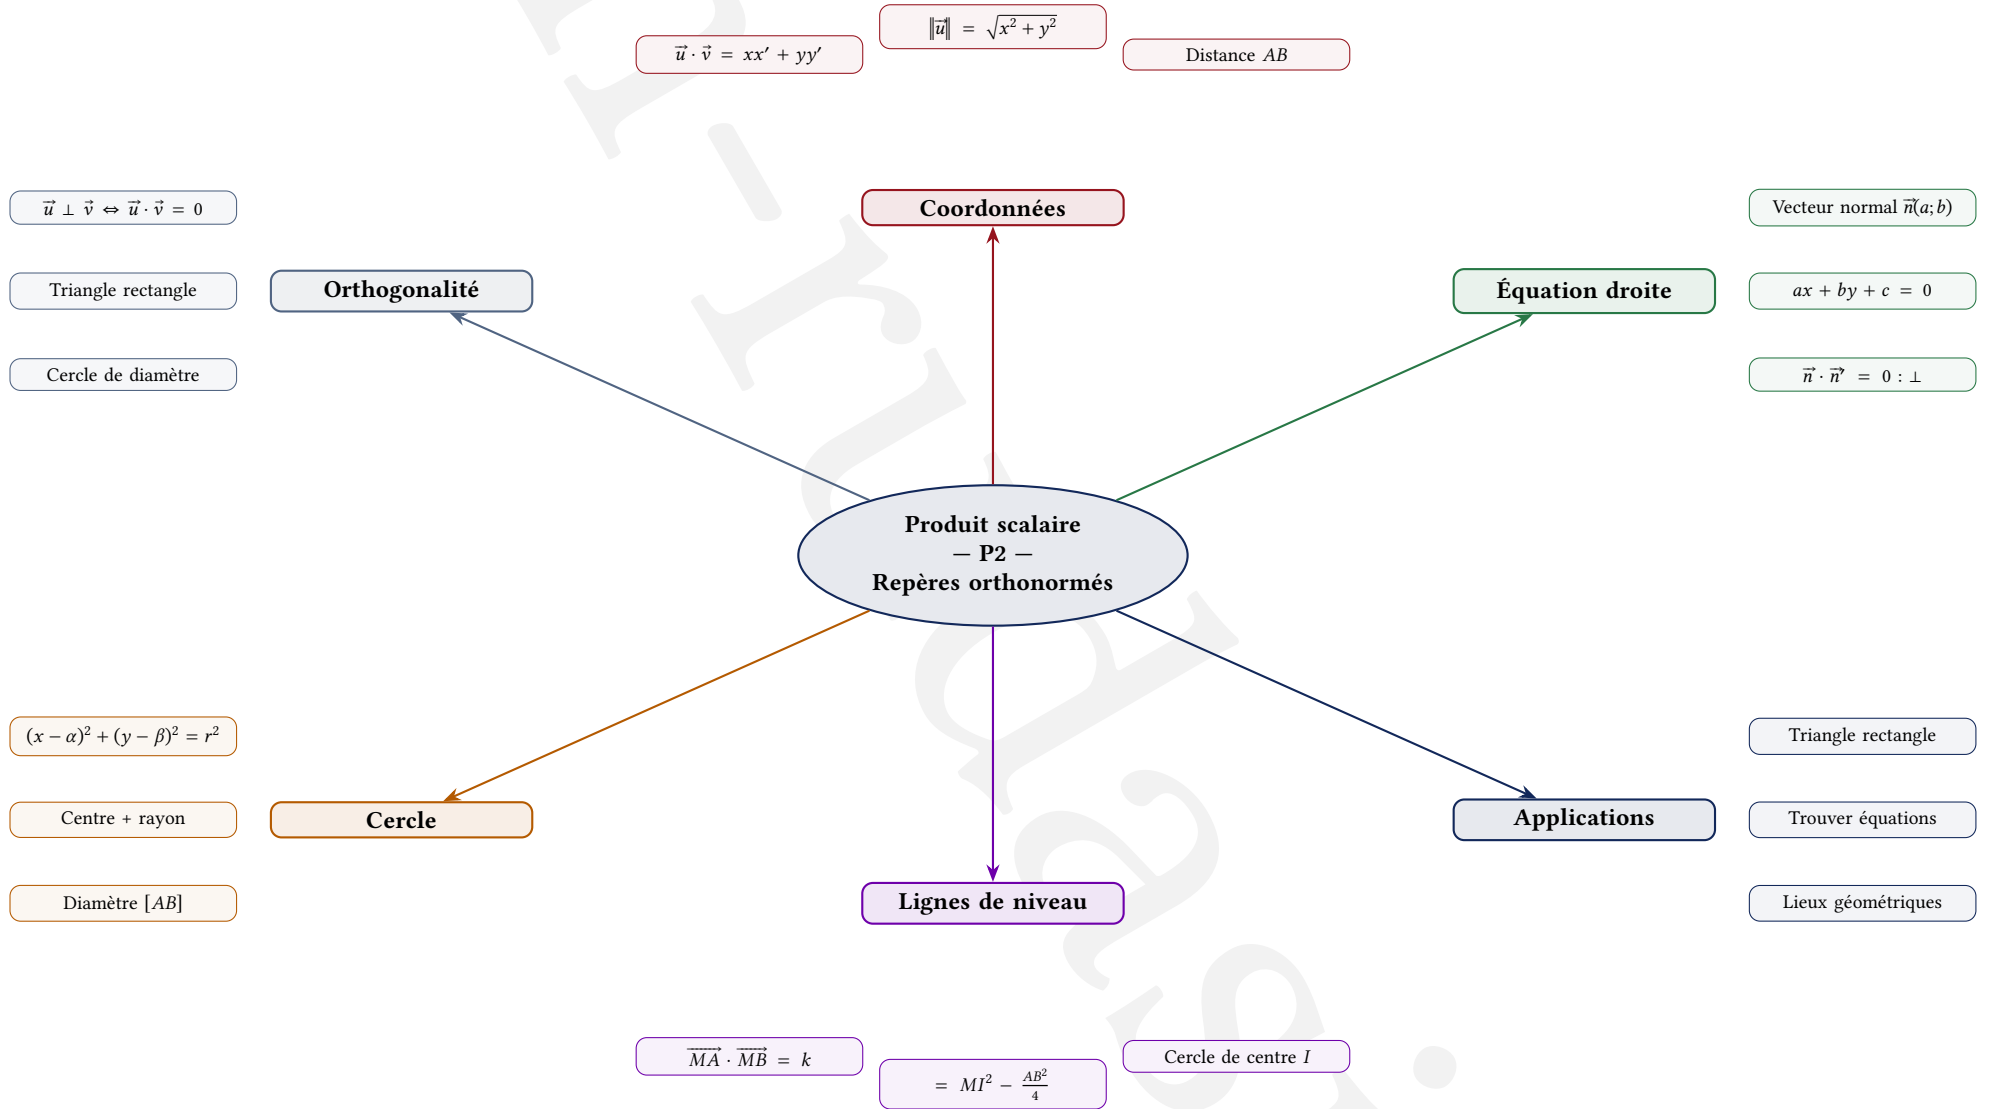 ‖u⃗‖ = √(x² + y²)
u⃗ · v⃗ = xx′ + yy′
Distance AB
u⃗ ⊥ v⃗ ⇔ u⃗ · v⃗ = 0
Coordonnées
Vecteur normal n⃗(a; b)
Triangle rectangle
Orthogonalité
Équation droite
ax + by + c = 0
Cercle de diamètre
n⃗ · n⃗′ = 0 : ⊥
Produit scalaire
— P2 —
Repères orthonormés
(x − α)² + (y − β)² = r²
Triangle rectangle
Centre + rayon
Cercle
Applications
Trouver équations
Diamètre [AB]
Lignes de niveau
Lieux géométriques
M⃗A⃗ · M⃗B⃗ = k
= MI² − AB²/4
Cercle de centre I